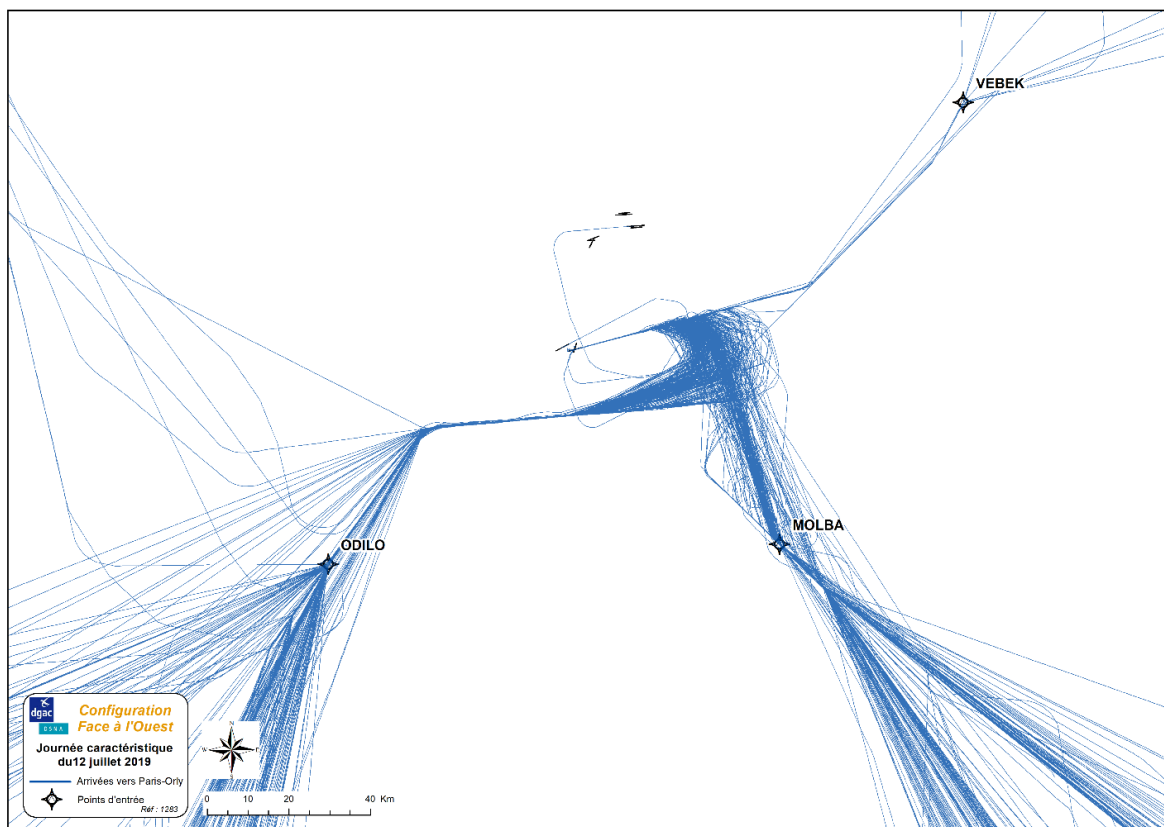 VEBEK
MOLBA
ODILO
dgac
DSNA
Configuration
Face à l'Ouest
Journée caractéristique
du12 juillet 2019
Arrivées vers Paris-Orly
Points d'entrée
Réf : 1283
N
W
E
S
0 10 20 40 Km